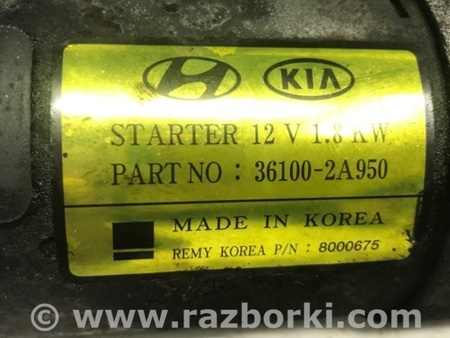 KIA
STARTER 12 V 1.8 KW
PART NO : 36100-2A950
MADE IN KOREA
REMY KOREA P/N : 8000675
© www.razborki.com